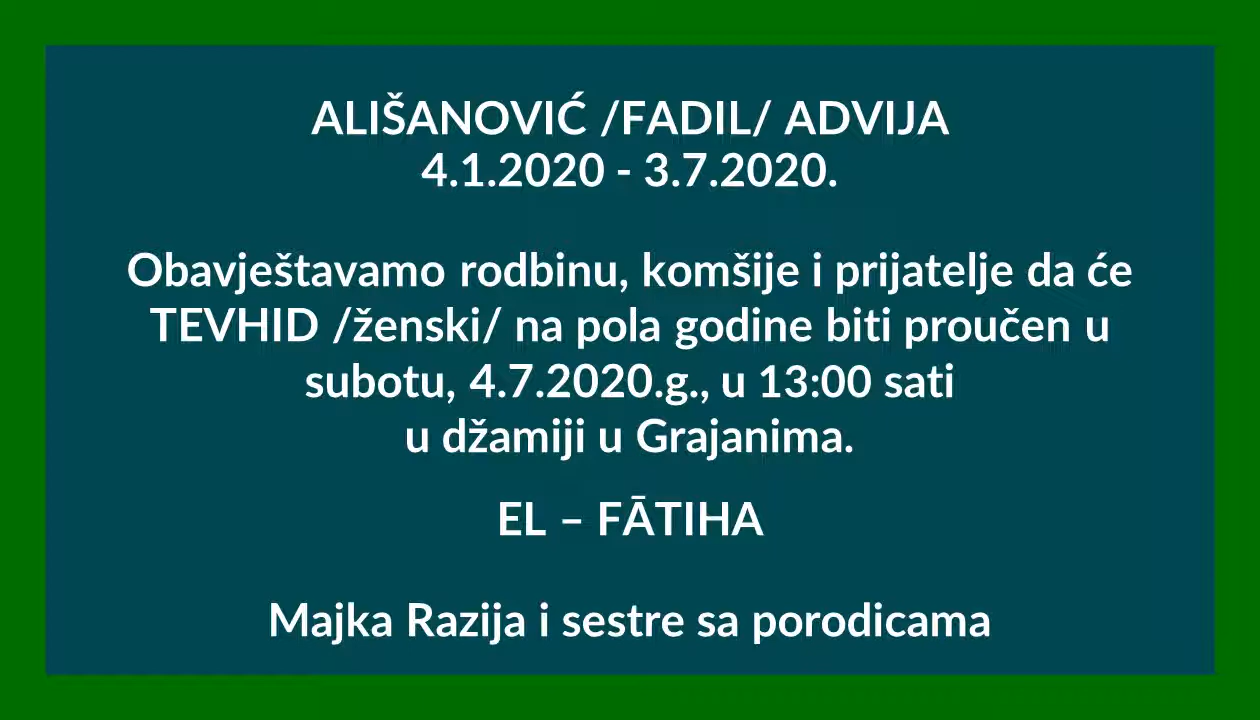 ALIŠANOVIĆ /FADIL/ ADVIJA
4.1.2020 - 3.7.2020.
Obavještavamo rodbinu, komšije i prijatelje da će
TEVHID /ženski/ na pola godine biti proučen u
subotu, 4.7.2020.g., u 13:00 sati
u džamiji u Grajanima.
EL – FĀTIHA
Majka Razija i sestre sa porodicama